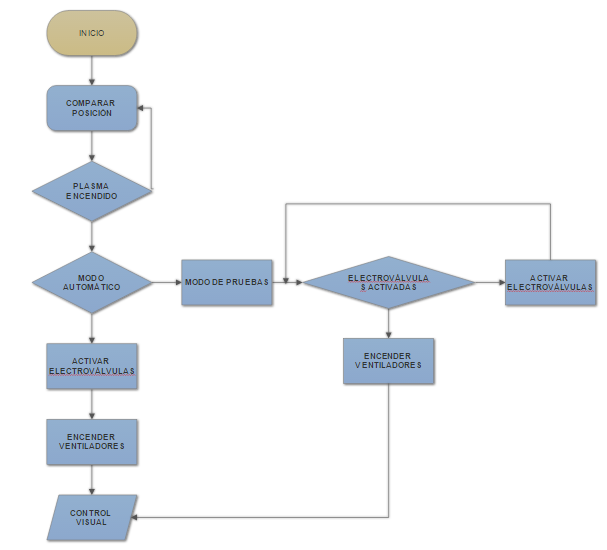 INICIO
COMPARAR
POSICIÓN
PLASMA
ENCENDIDO
MODO
AUTOMÁTICO
MODO DE PRUEBAS
ELECTROVÁLVULA
S ACTIVADAS
ACTIVAR
ELECTROVÁLVULAS
ENCENDER
VENTILADORES
ACTIVAR
ELECTROVÁLVULAS
ENCENDER
VENTILADORES
CONTROL
VISUAL